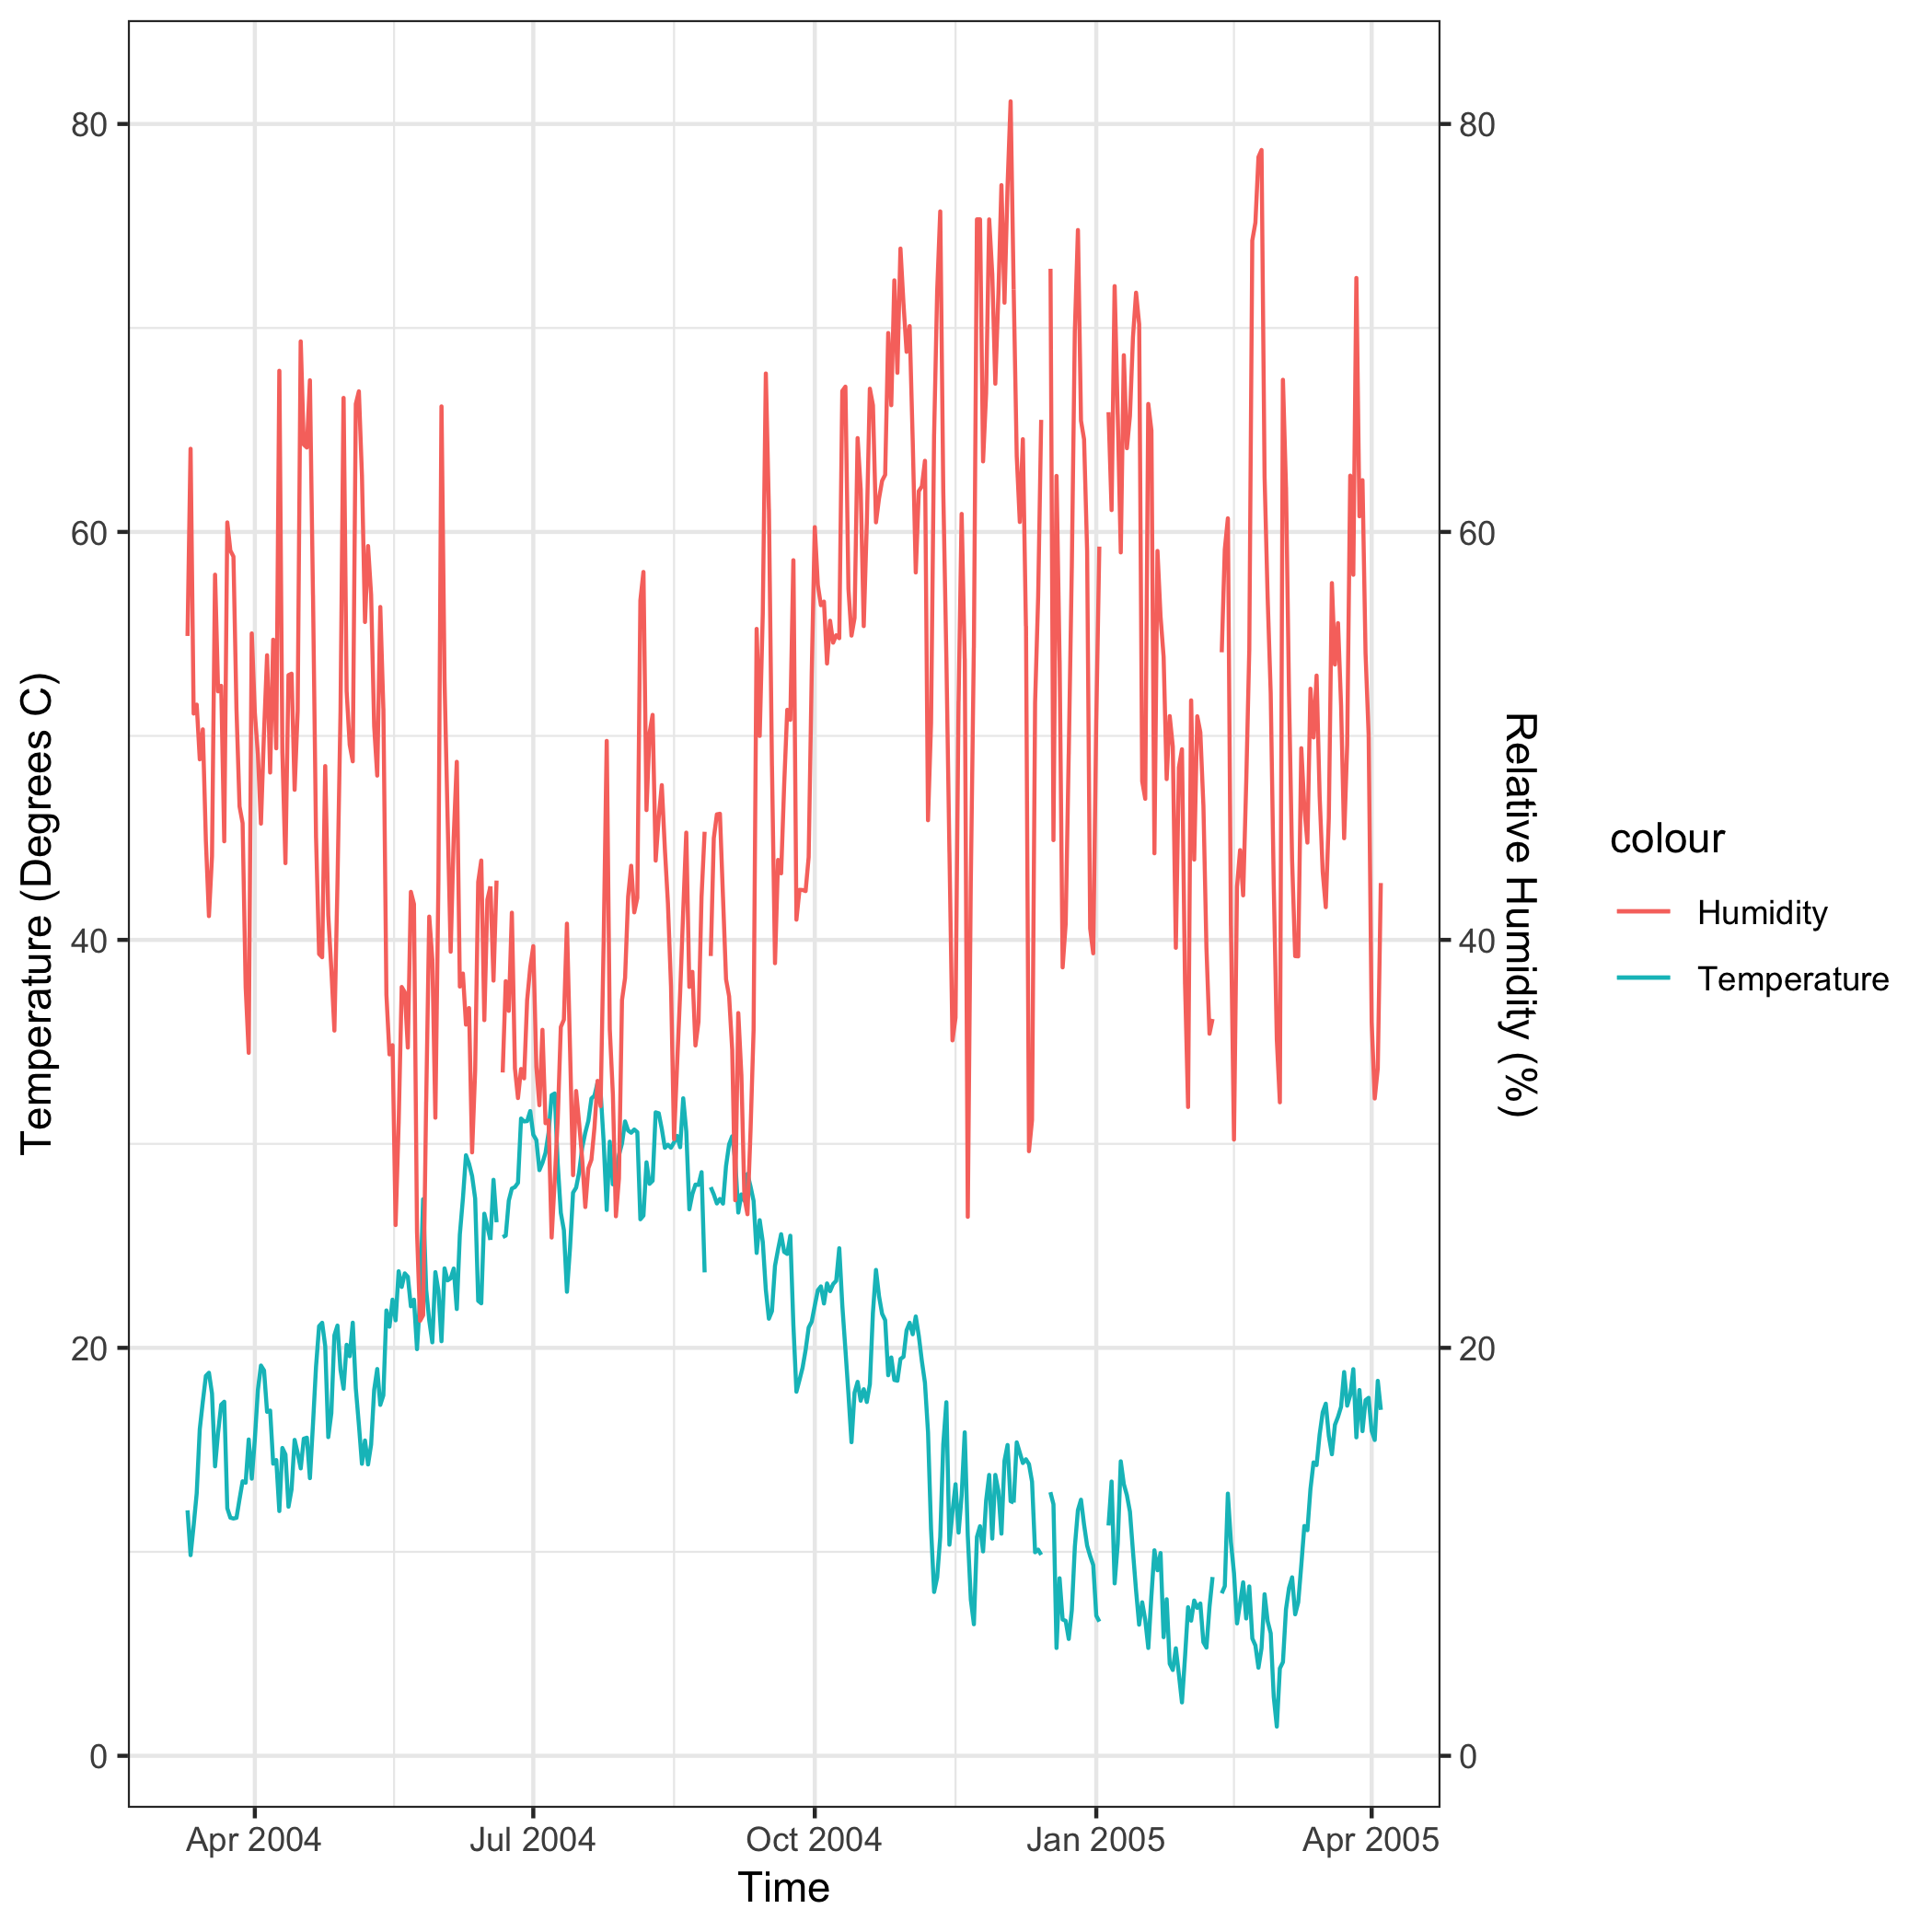 Temperature (Degrees C)
80
60
40
20
0
80
60
40
20
0
Relative Humidity (%)
Apr 2004
Jul 2004
Oct 2004
Jan 2005
Apr 2005
Time
colour
Humidity
Temperature